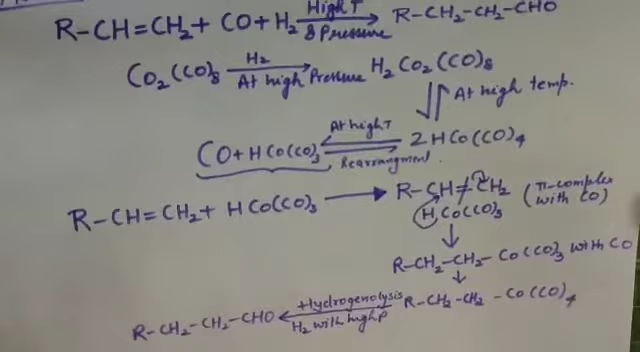 R-CH=CH₂ + CO + H₂ High T & Pressure → R-CH₂-CH₂-CHO
Co₂(CO)₈ H₂ At high Pressure → H₂Co₂(CO)₈
⇌ At high temp.
CO + HCo(CO)₃ At high T ⇌ Rearrangment. 2HCo(CO)₄
R-CH=CH₂ + HCo(CO)₃ → R-CH≠CH₂ (π-complex with Co)
HCo(CO)₃
↓
R-CH₂-CH₂-Co(CO)₃ with CO
↓
R-CH₂-CH₂-CHO ← Hydrogenolysis H₂ with high P R-CH₂-CH₂-Co(CO)₄